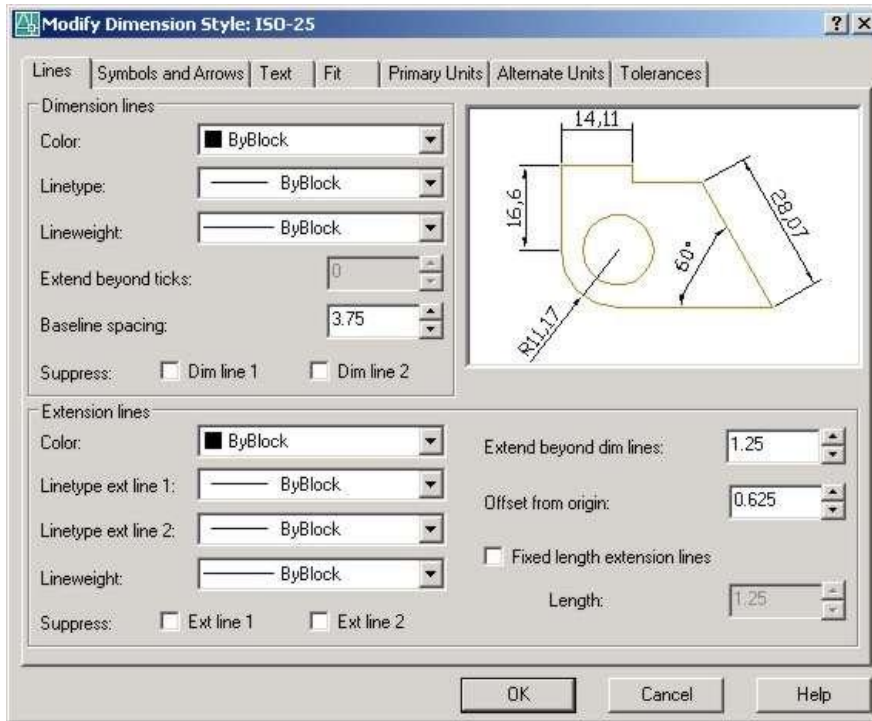 Modify Dimension Style: ISO-25
Lines
Symbols and Arrows
Text
Fit
Primary Units
Alternate Units
Tolerances
Dimension lines
Color: ByBlock
Linetype: ByBlock
Lineweight: ByBlock
Extend beyond ticks: 0
Baseline spacing: 3.75
Suppress: Dim line 1 Dim line 2
14,11
16,6
28,07
60°
R11,17
Extension lines
Color: ByBlock
Linetype ext line 1: ByBlock
Linetype ext line 2: ByBlock
Lineweight: ByBlock
Suppress: Ext line 1 Ext line 2
Extend beyond dim lines: 1.25
Offset from origin: 0.625
Fixed length extension lines
Length: 1.25
OK
Cancel
Help